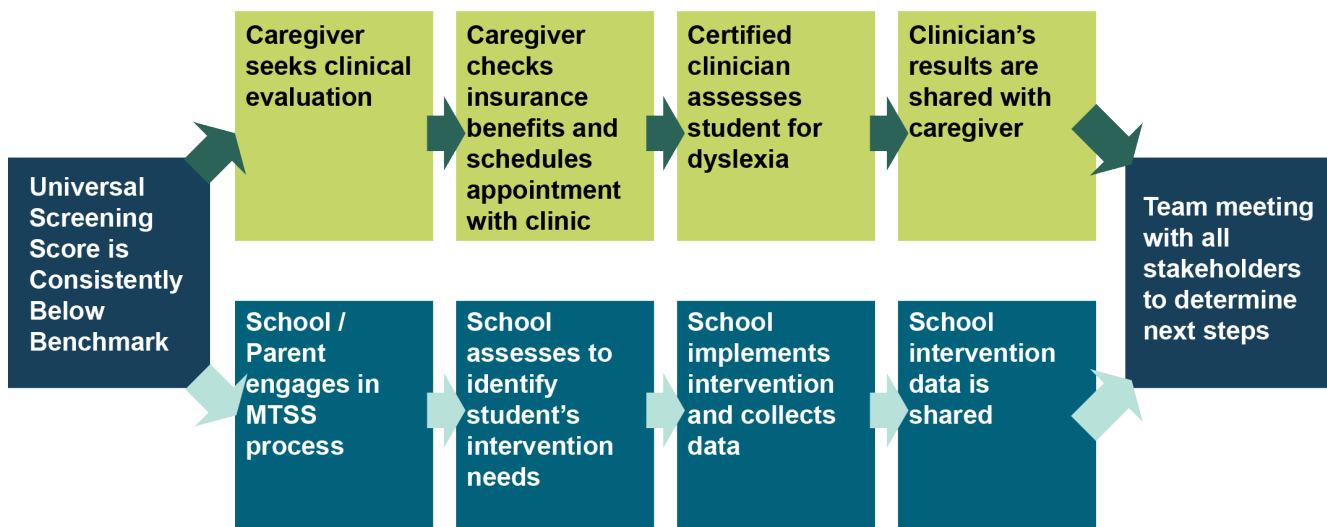 Universal
Screening
Score is
Consistently
Below
Benchmark
Caregiver
seeks clinical
evaluation
Caregiver
checks
insurance
benefits and
schedules
appointment
with clinic
Certified
clinician
assesses
student for
dyslexia
Clinician’s
results are
shared with
caregiver
School /
Parent
engages in
MTSS
process
School
assesses to
identify
student’s
intervention
needs
School
implements
intervention
and collects
data
School
intervention
data is
shared
Team meeting
with all
stakeholders
to determine
next steps